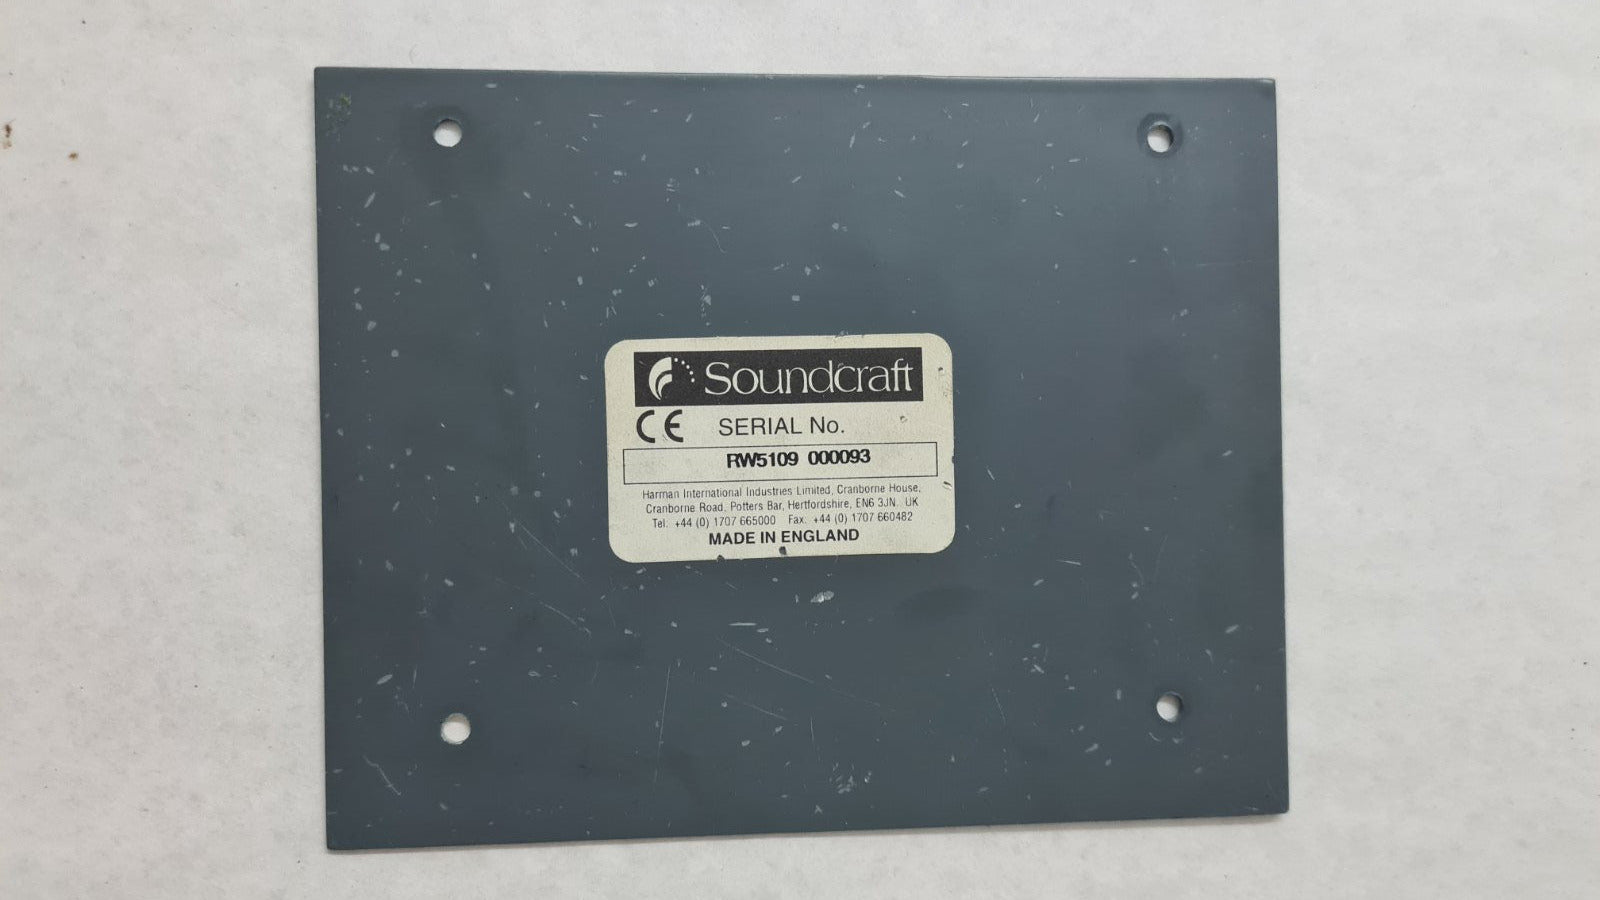 Soundcraft
CE SERIAL No.
RW5109 000093
Harman International Industries Limited, Cranborne House,
Cranborne Road, Potters Bar, Hertfordshire, EN6 3JN. UK
Tel: +44 (0) 1707 665000 Fax: +44 (0) 1707 660482
MADE IN ENGLAND